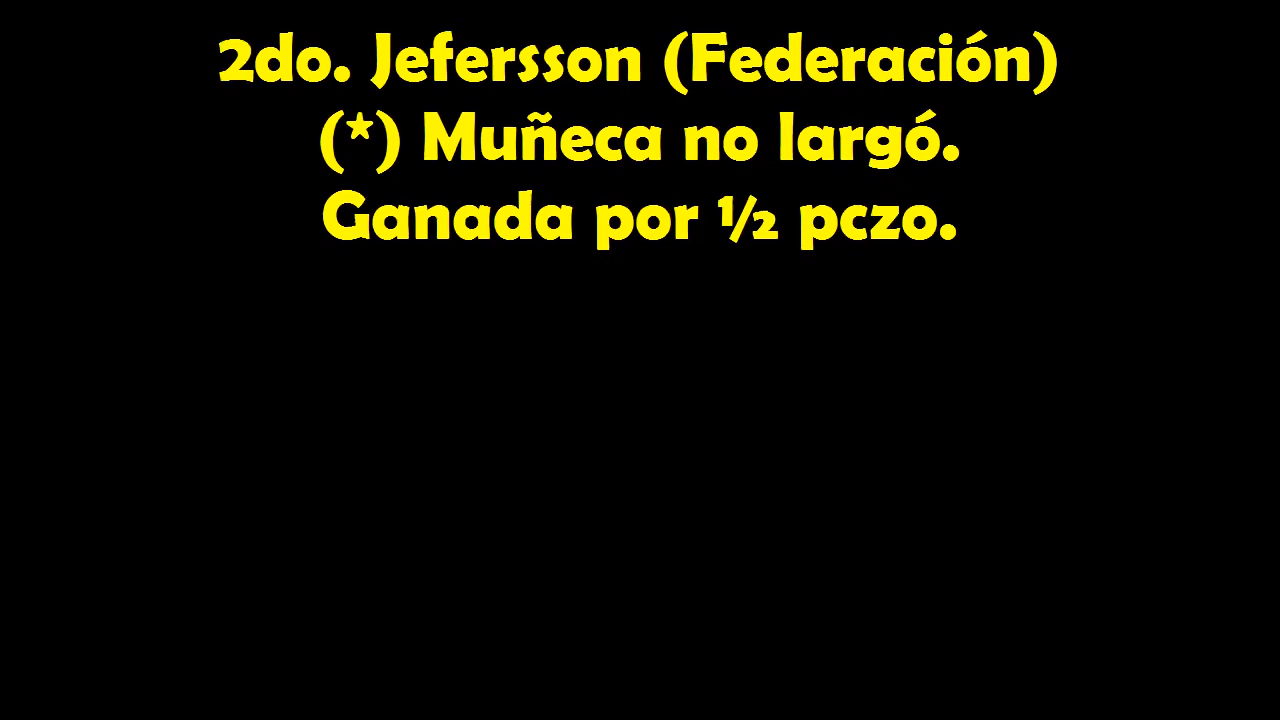 2do. Jefersson (Federación)
(*) Muñeca no largó.
Ganada por ½ pczo.